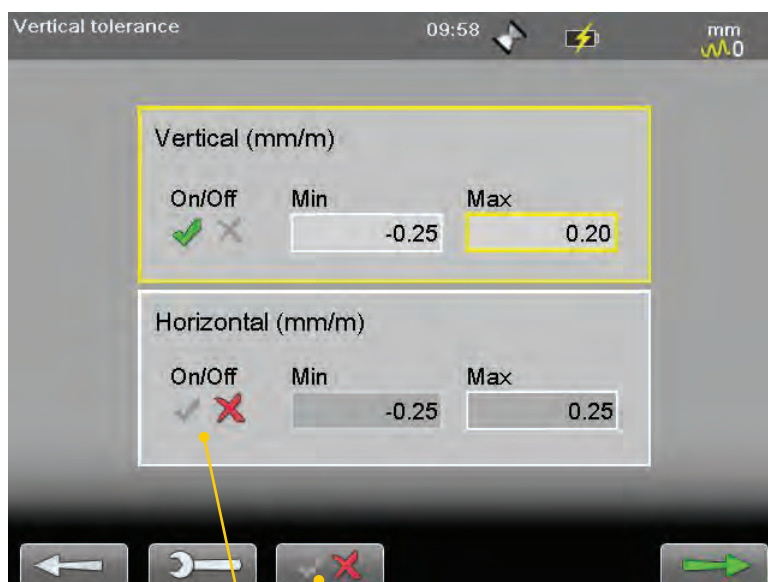 Vertical tolerance 09:58 mm
0
Vertical (mm/m)
On/Off Min Max
-0.25 0.20
Horizontal (mm/m)
On/Off Min Max
-0.25 0.25